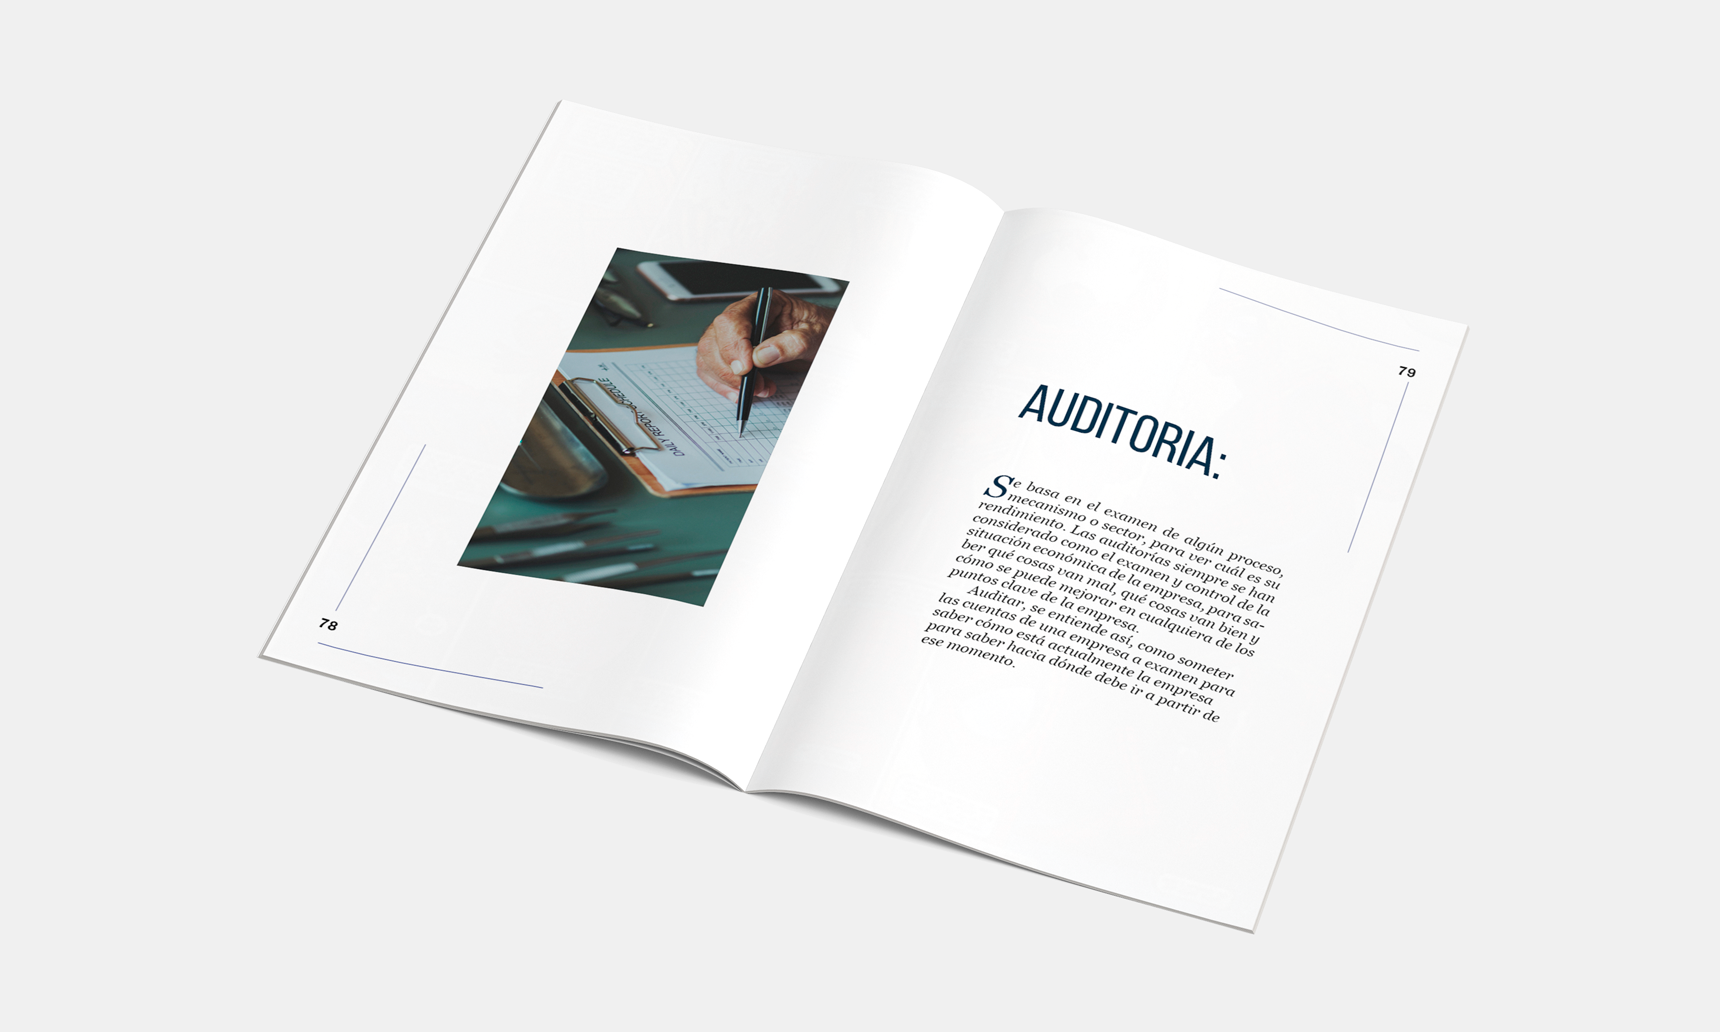 DAILY REPORT SCHEDULE
78
79
AUDITORIA:
Se basa en el examen de algún proceso,
mecanismo o sector, para ver cuál es su
rendimiento. Las auditorías siempre se han
considerado como el examen y control de la
situación económica de la empresa, para sa-
ber qué cosas van mal, qué cosas van bien y
cómo se puede mejorar en cualquiera de los
puntos clave de la empresa.
Auditar, se entiende así, como someter
las cuentas de una empresa a examen para
saber cómo está actualmente la empresa
para saber hacia dónde debe ir a partir de
ese momento.